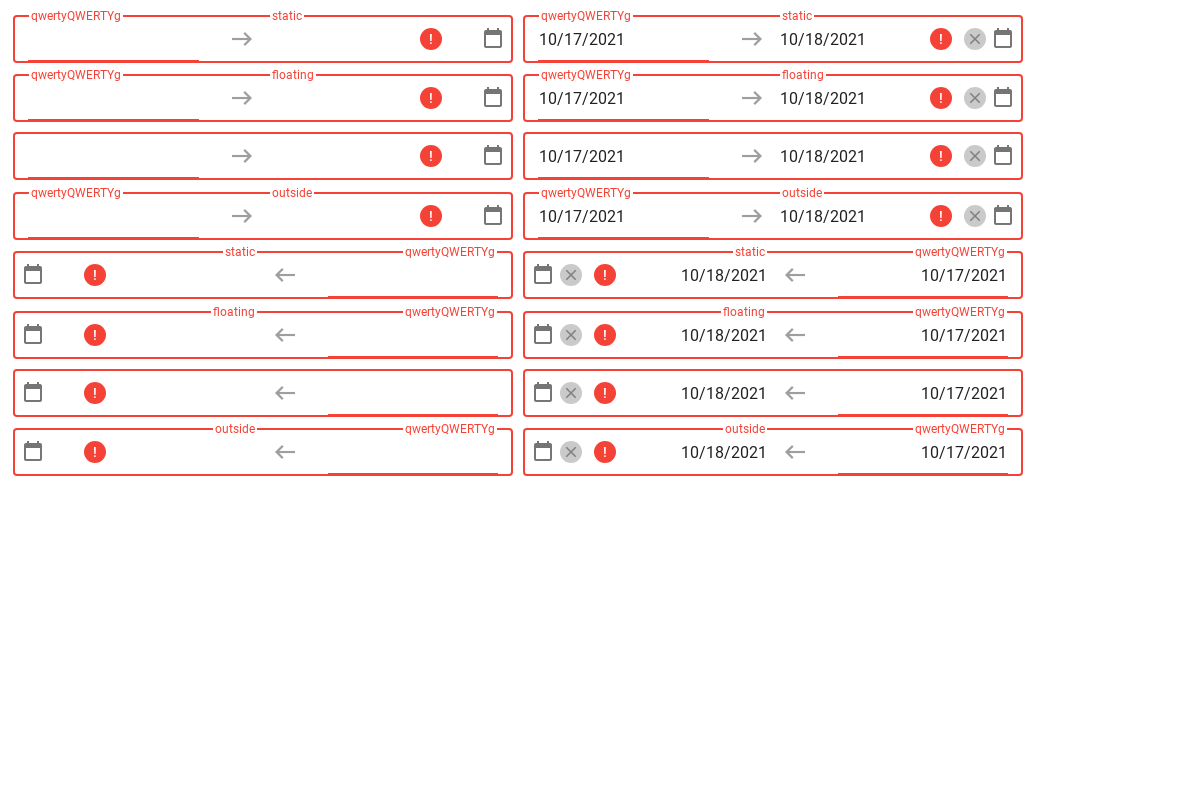 qwertyQWERTYg static qwertyQWERTYg static
10/17/2021 10/18/2021
qwertyQWERTYg floating qwertyQWERTYg floating
10/17/2021 10/18/2021
10/17/2021 10/18/2021
qwertyQWERTYg outside qwertyQWERTYg outside
10/17/2021 10/18/2021
static qwertyQWERTYg static qwertyQWERTYg
10/18/2021 10/17/2021
floating qwertyQWERTYg floating qwertyQWERTYg
10/18/2021 10/17/2021
10/18/2021 10/17/2021
outside qwertyQWERTYg outside qwertyQWERTYg
10/18/2021 10/17/2021